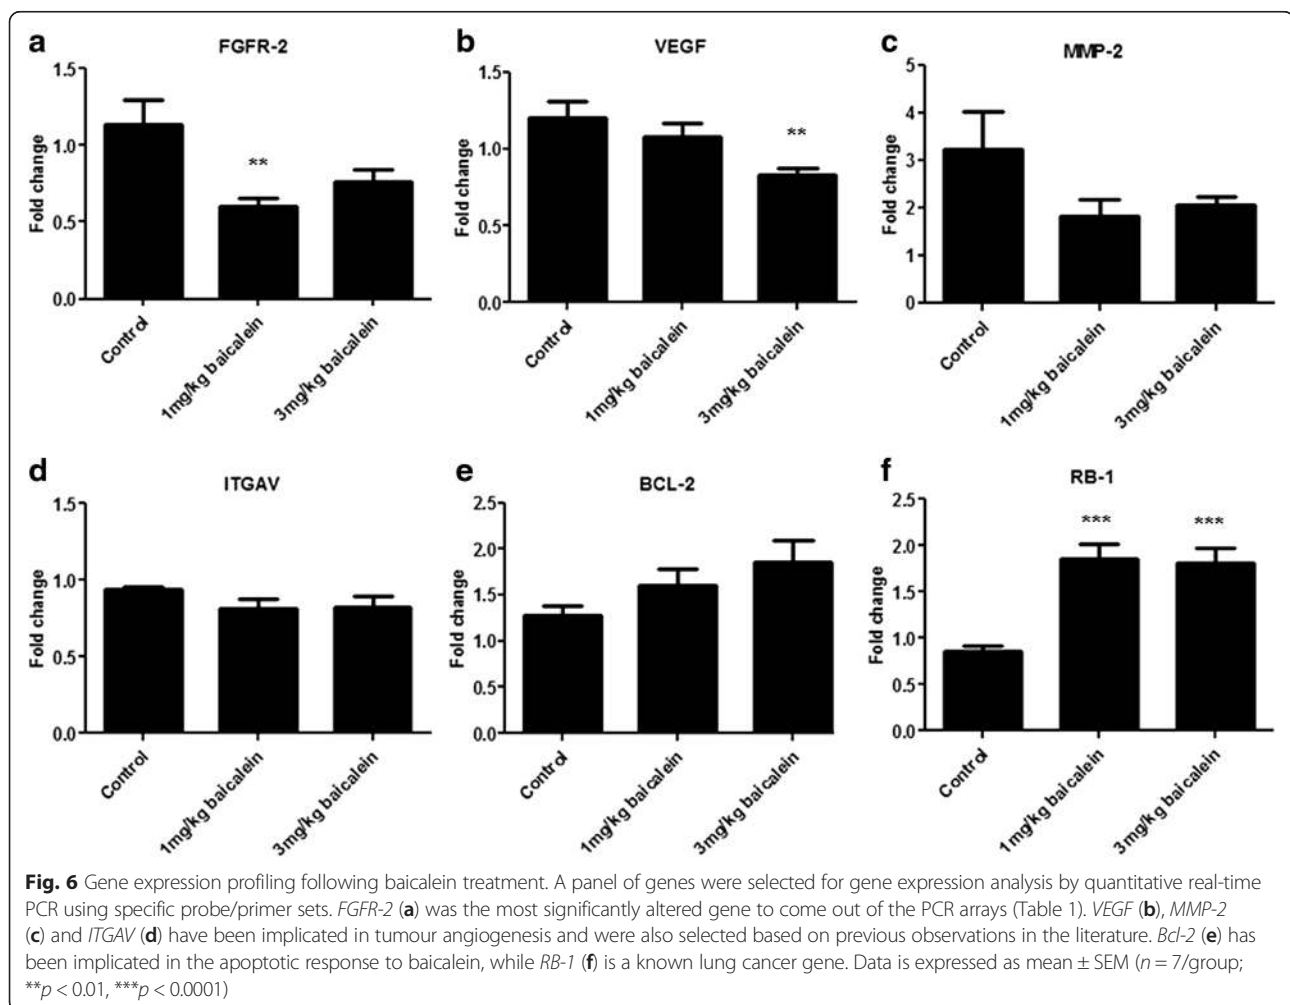 a
FGFR-2
1.5
1.0
0.5
0.0
Fold change
**
Control
1mg/kg baicalein
3mg/kg baicalein
b
VEGF
1.5
1.0
0.5
0.0
Fold change
**
Control
1mg/kg baicalein
3mg/kg baicalein
c
MMP-2
5
4
3
2
1
0
Fold change
Control
1mg/kg baicalein
3mg/kg baicalein
d
ITGAV
1.5
1.0
0.5
0.0
Fold change
Control
1mg/kg baicalein
3mg/kg baicalein
e
BCL-2
2.5
2.0
1.5
1.0
0.5
0.0
Fold change
Control
1mg/kg baicalein
3mg/kg baicalein
f
RB-1
2.5
2.0
1.5
1.0
0.5
0.0
Fold change
***
***
Control
1mg/kg baicalein
3mg/kg baicalein
Fig. 6 Gene expression profiling following baicalein treatment. A panel of genes were selected for gene expression analysis by quantitative real-time
PCR using specific probe/primer sets. FGFR-2 (a) was the most significantly altered gene to come out of the PCR arrays (Table 1). VEGF (b), MMP-2
(c) and ITGAV (d) have been implicated in tumour angiogenesis and were also selected based on previous observations in the literature. Bcl-2 (e) has
been implicated in the apoptotic response to baicalein, while RB-1 (f) is a known lung cancer gene. Data is expressed as mean ± SEM (n = 7/group;
**p < 0.01, ***p < 0.0001)